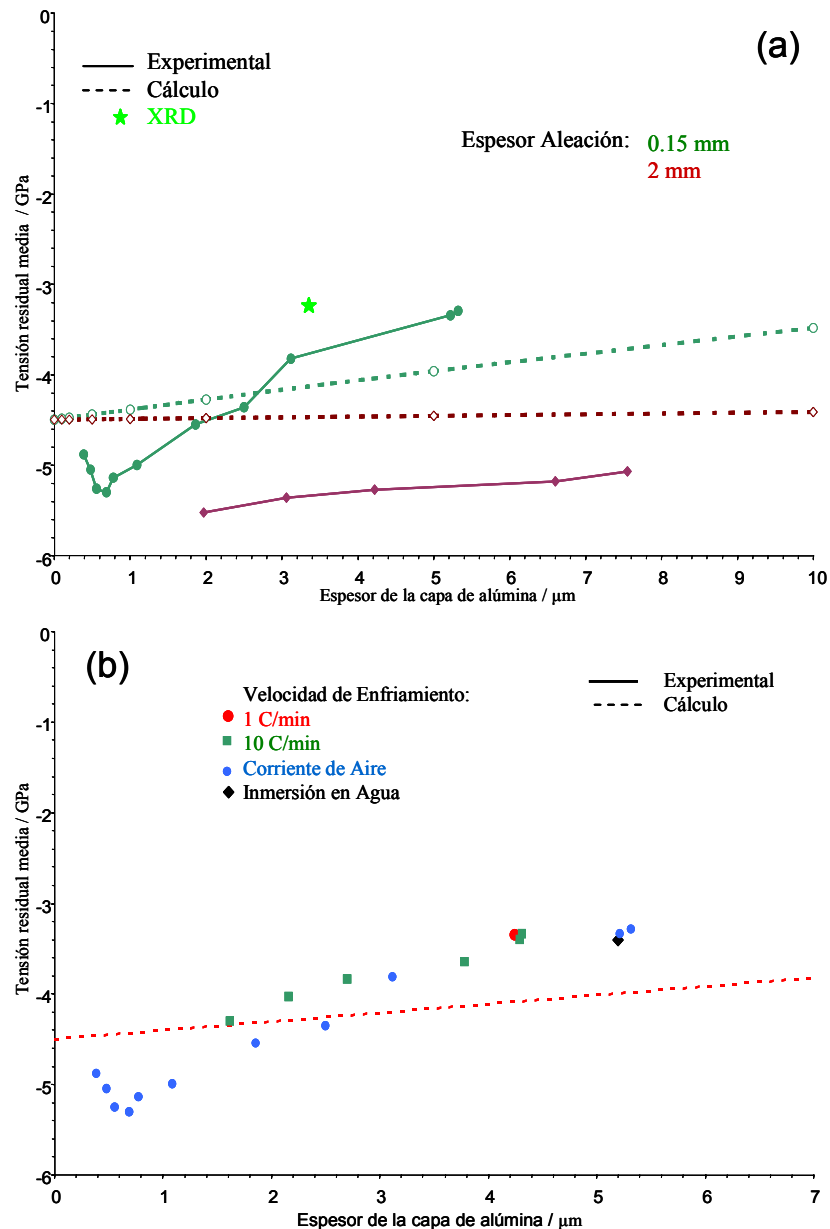 (a)
Experimental
Cálculo
XRD
Espesor Aleación: 0.15 mm
2 mm
Tensión residual media / GPa
0
-1
-2
-3
-4
-5
-6
0 1 2 3 4 5 6 7 8 9 10
Espesor de la capa de alúmina / μm
(b)
Velocidad de Enfriamiento:
1 C/min
10 C/min
Corriente de Aire
Inmersión en Agua
Experimental
Cálculo
Tensión residual media / GPa
0
-1
-2
-3
-4
-5
-6
0 1 2 3 4 5 6 7
Espesor de la capa de alúmina / μm